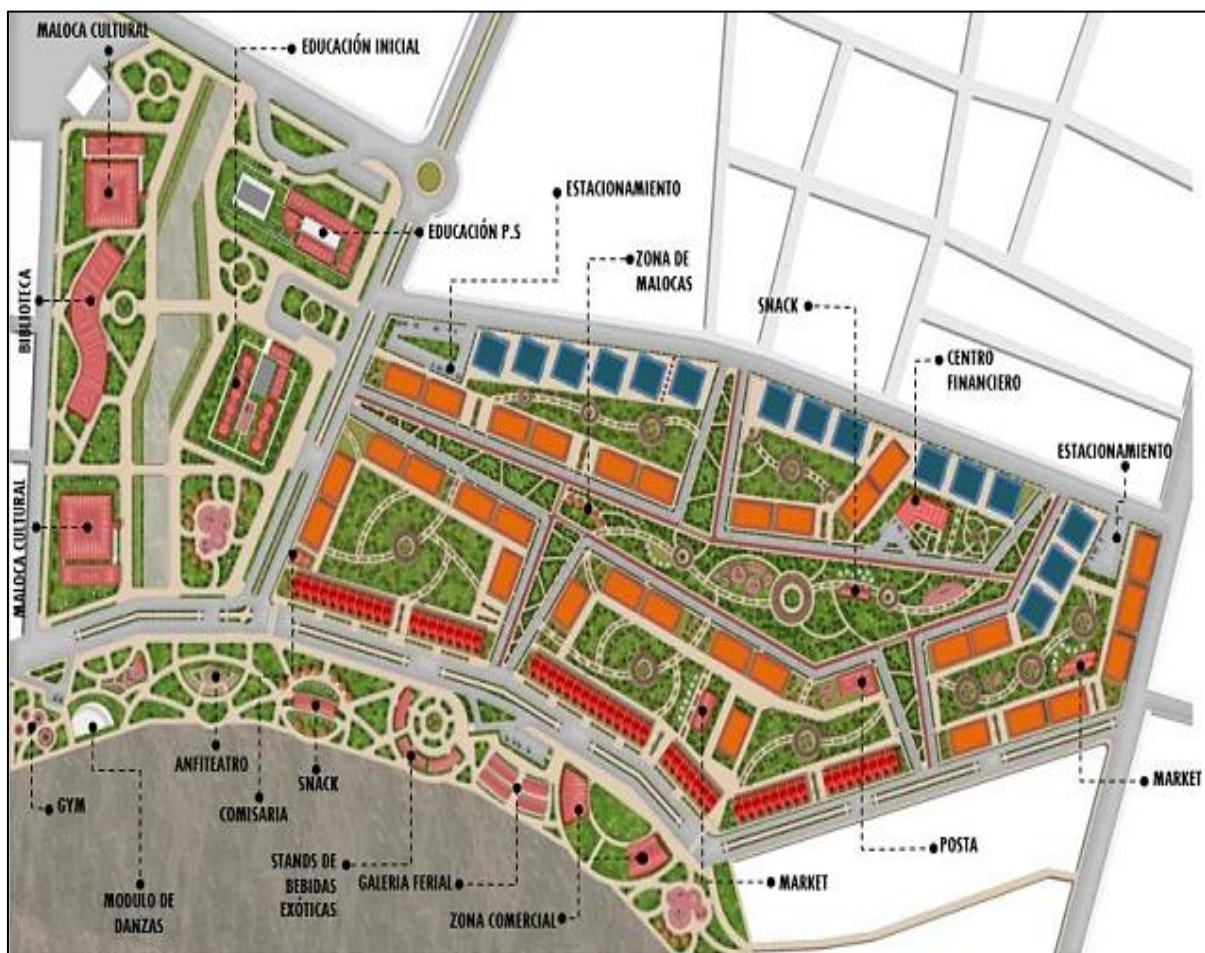 MALOCA CULTURAL
EDUCACIÓN INICIAL
ESTACIONAMIENTO
EDUCACIÓN P.S
ZONA DE
MALOCAS
SNACK
CENTRO
FINANCIERO
BIBLIOTECA
ESTACIONAMIENTO
MALOCA CULTURAL
ANFITEATRO
SNACK
GYM
COMISARIA
MARKET
STANDS DE
BEBIDAS
EXÓTICAS
GALERIA FERIAL
POSTA
MODULO DE
DANZAS
ZONA COMERCIAL
MARKET